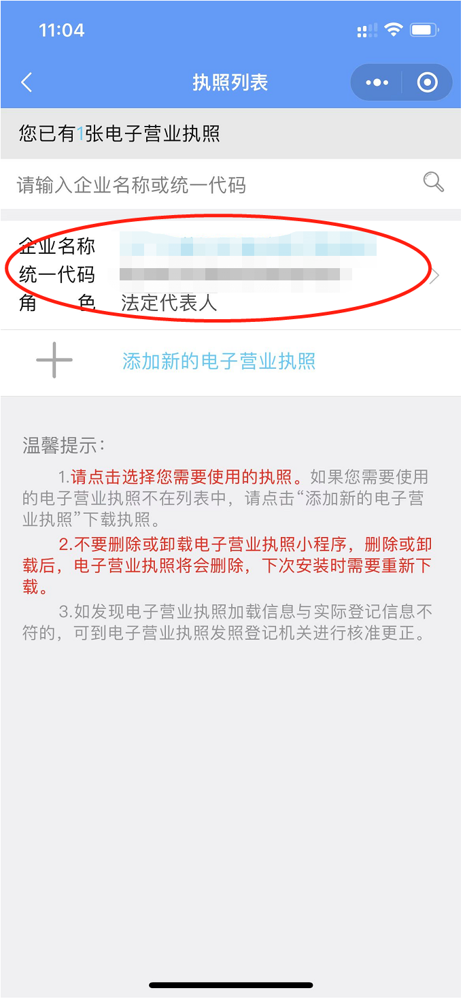 11:04
执照列表
您已有1张电子营业执照
请输入企业名称或统一代码
企业名称
统一代码
角 色 法定代表人
添加新的电子营业执照
温馨提示：
1.请点击选择您需要使用的执照。如果您需要使用
的电子营业执照不在列表中，请点击“添加新的电子营
业执照”下载执照。
2.不要删除或卸载电子营业执照小程序，删除或卸
载后，电子营业执照将会删除，下次安装时需要重新下
载。
3.如发现电子营业执照加载信息与实际登记信息不
符的，可到电子营业执照发照登记机关进行核准更正。